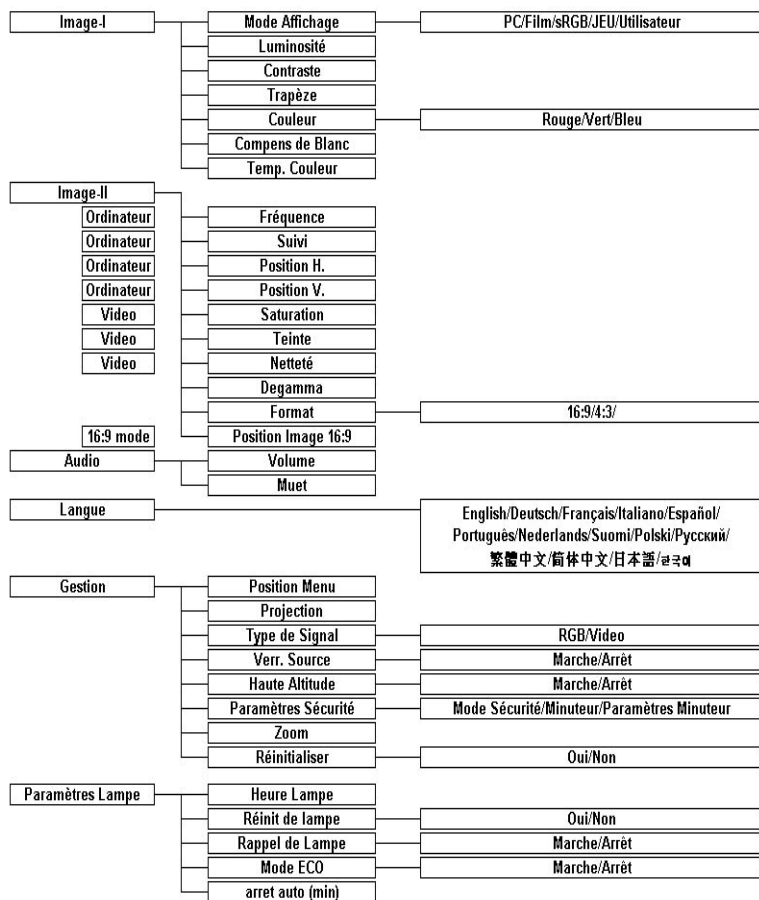 Image-I Mode Affichage PC/Film/sRGB/JEU/Utilisateur
Luminosité
Contraste
Trapèze
Couleur Rouge/Vert/Bleu
Compens de Blanc
Temp. Couleur
Image-II
Ordinateur Fréquence
Ordinateur Suivi
Ordinateur Position H.
Ordinateur Position V.
Video Saturation
Video Teinte
Video Netteté
Degamma
Format 16:9/4:3/
16:9 mode Position Image 16:9
Audio Volume
Muet
Langue English/Deutsch/Français/Italiano/Español/
Português/Nederlands/Suomi/Polski/Русский/
繁體中文/简体中文/日本語/한국어
Gestion Position Menu
Projection
Type de Signal RGB/Video
Verr. Source Marche/Arrêt
Haute Altitude Marche/Arrêt
Paramètres Sécurité Mode Sécurité/Minuteur/Paramètres Minuteur
Zoom
Réinitialiser Oui/Non
Paramètres Lampe Heure Lampe
Réinit de lampe Oui/Non
Rappel de Lampe Marche/Arrêt
Mode ECO Marche/Arrêt
arret auto (min)